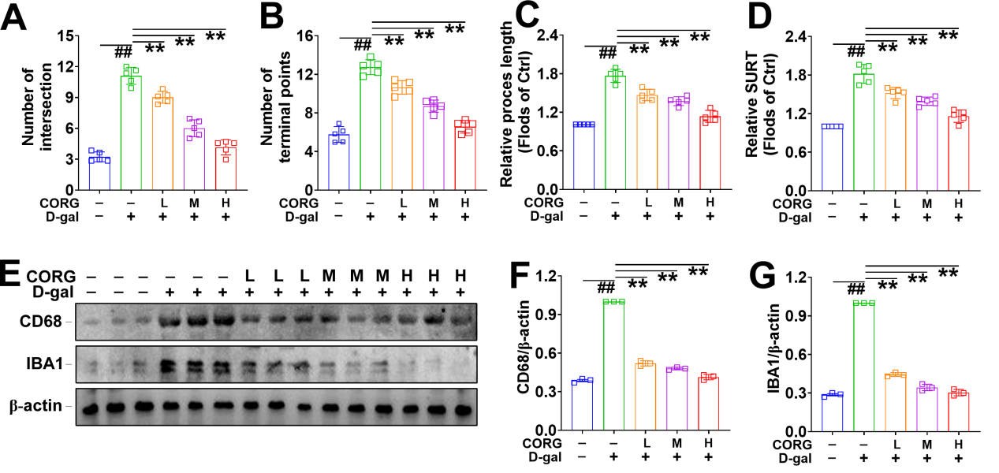 A
Number of
intersection
15
12
9
6
3
0
## ** ** **
CORG – – L M H
D-gal – + + + +
B
Number of
terminal points
16
12
8
4
0
## ** ** **
CORG – – L M H
D-gal – + + + +
C
Relative proces length
(Flods of Ctrl)
2.4
1.8
1.2
0.6
0.0
## ** ** **
CORG – – L M H
D-gal – + + + +
D
Relative SURT
(Flods of Ctrl)
2.4
1.8
1.2
0.6
0.0
## ** ** **
CORG – – L M H
D-gal – + + + +
E
CORG – – – – – – L L L M M M H H H
D-gal – – – + + + + + + + + + + + +
CD68
IBA1
β-actin
F
CD68/β-actin
1.2
0.9
0.6
0.3
0.0
## ** ** **
CORG – – L M H
D-gal – + + + +
G
IBA1/β-actin
1.2
0.9
0.6
0.3
0.0
## ** ** **
CORG – – L M H
D-gal – + + + +